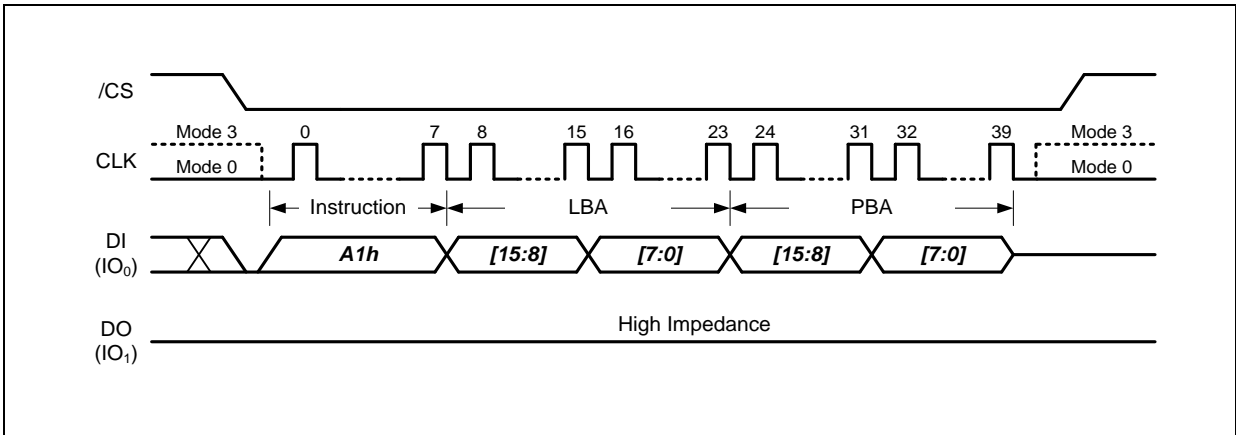 /CS
Mode 3 0 7 8 15 16 23 24 31 32 39 Mode 3
CLK
Mode 0 Mode 0
Instruction LBA PBA
DI
(IO₀)
A1h [15:8] [7:0] [15:8] [7:0]
High Impedance
DO
(IO₁)